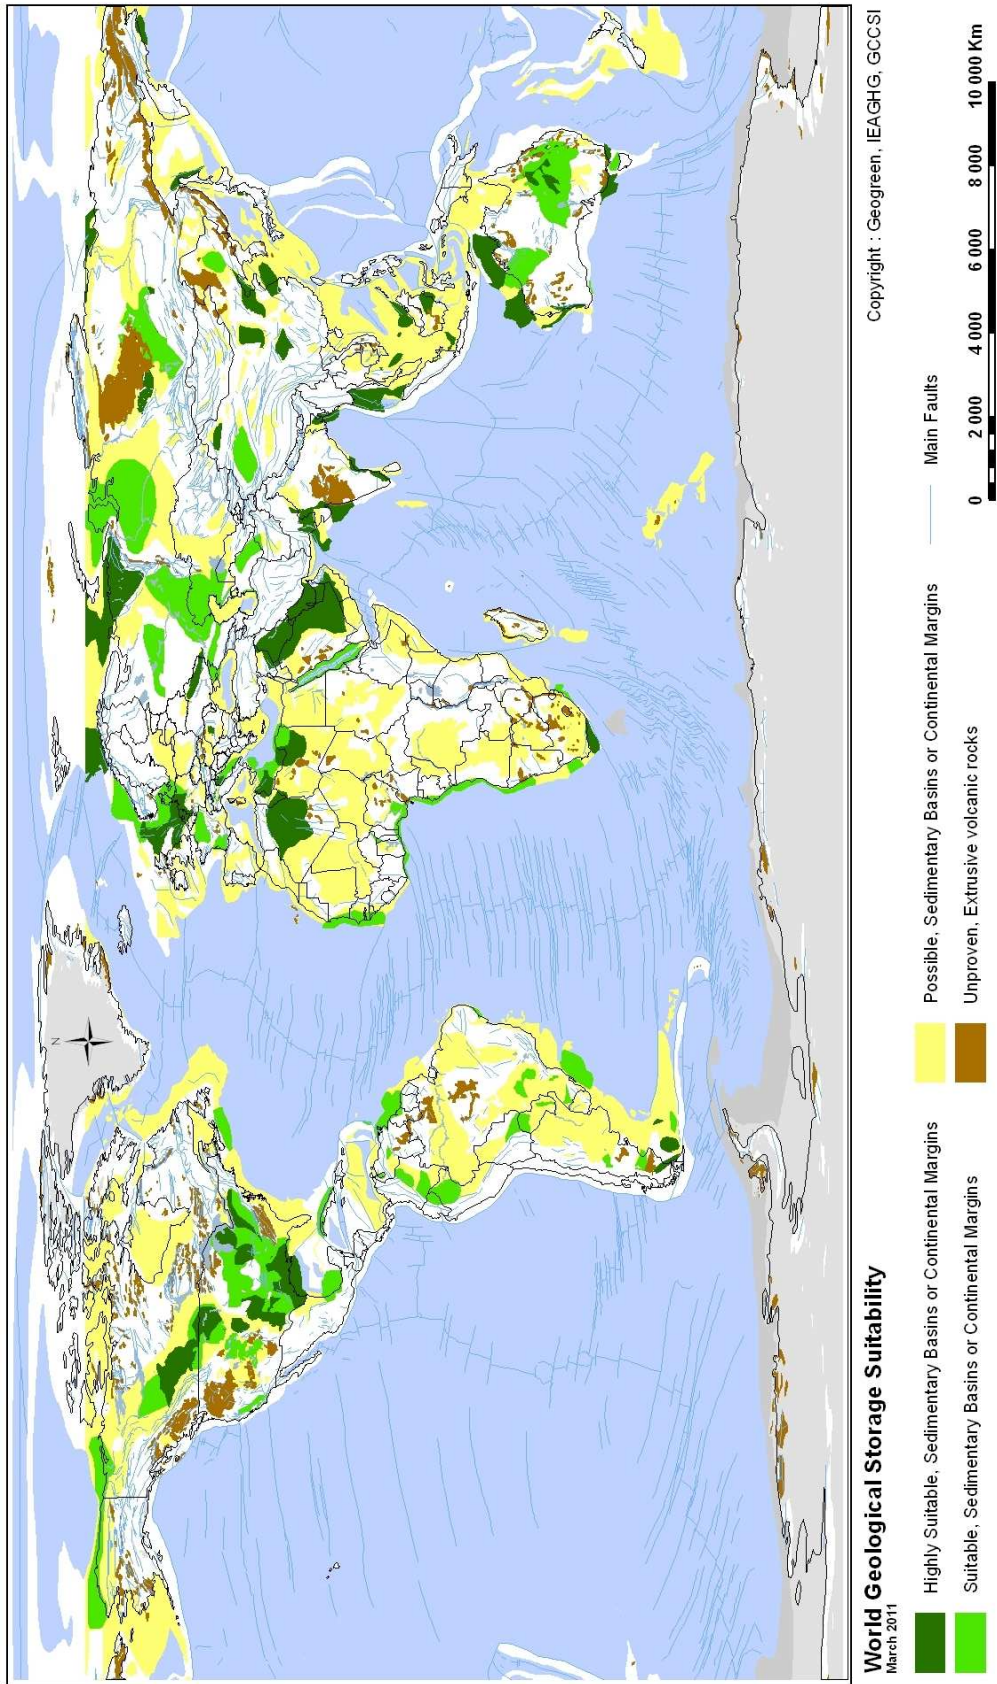 N
World Geological Storage Suitability
March 2011
Copyright : Geogreen, IEAGHG, GCCSI
Highly Suitable, Sedimentary Basins or Continental Margins
Suitable, Sedimentary Basins or Continental Margins
Possible, Sedimentary Basins or Continental Margins
Unproven, Extrusive volcanic rocks
Main Faults
0 2 000 4 000 6 000 8 000 10 000 Km